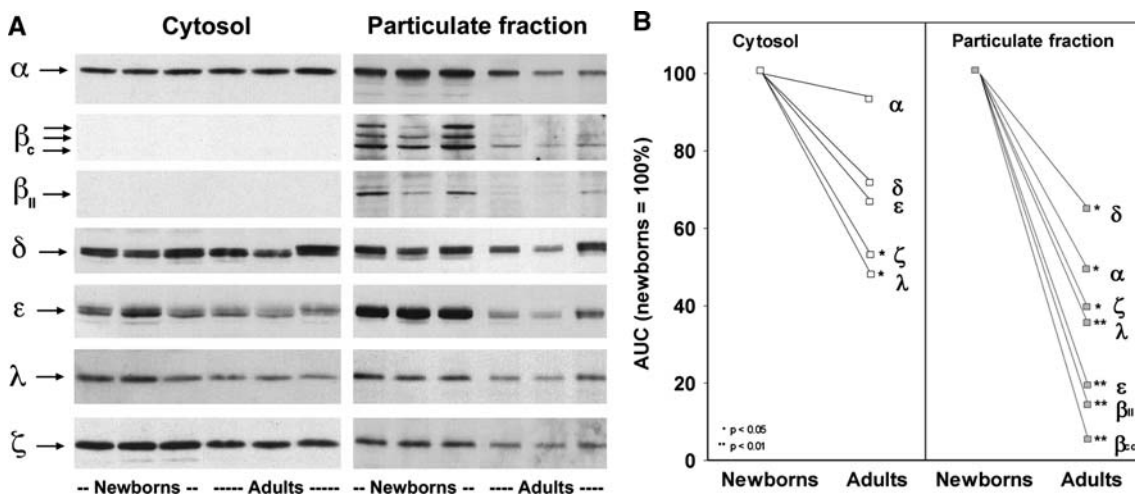 A
Cytosol
Particulate fraction
α
βc
βII
δ
ε
λ
ζ
-- Newborns -- ----- Adults -----
-- Newborns -- ---- Adults ----
B
AUC (newborns = 100%)
100
80
60
40
20
0
Cytosol
α
δ
ε
* ζ
* λ
* p < 0.05
** p < 0.01
Newborns
Adults
Particulate fraction
* δ
* α
* ζ
** λ
** ε
** βII
**
Newborns
Adults